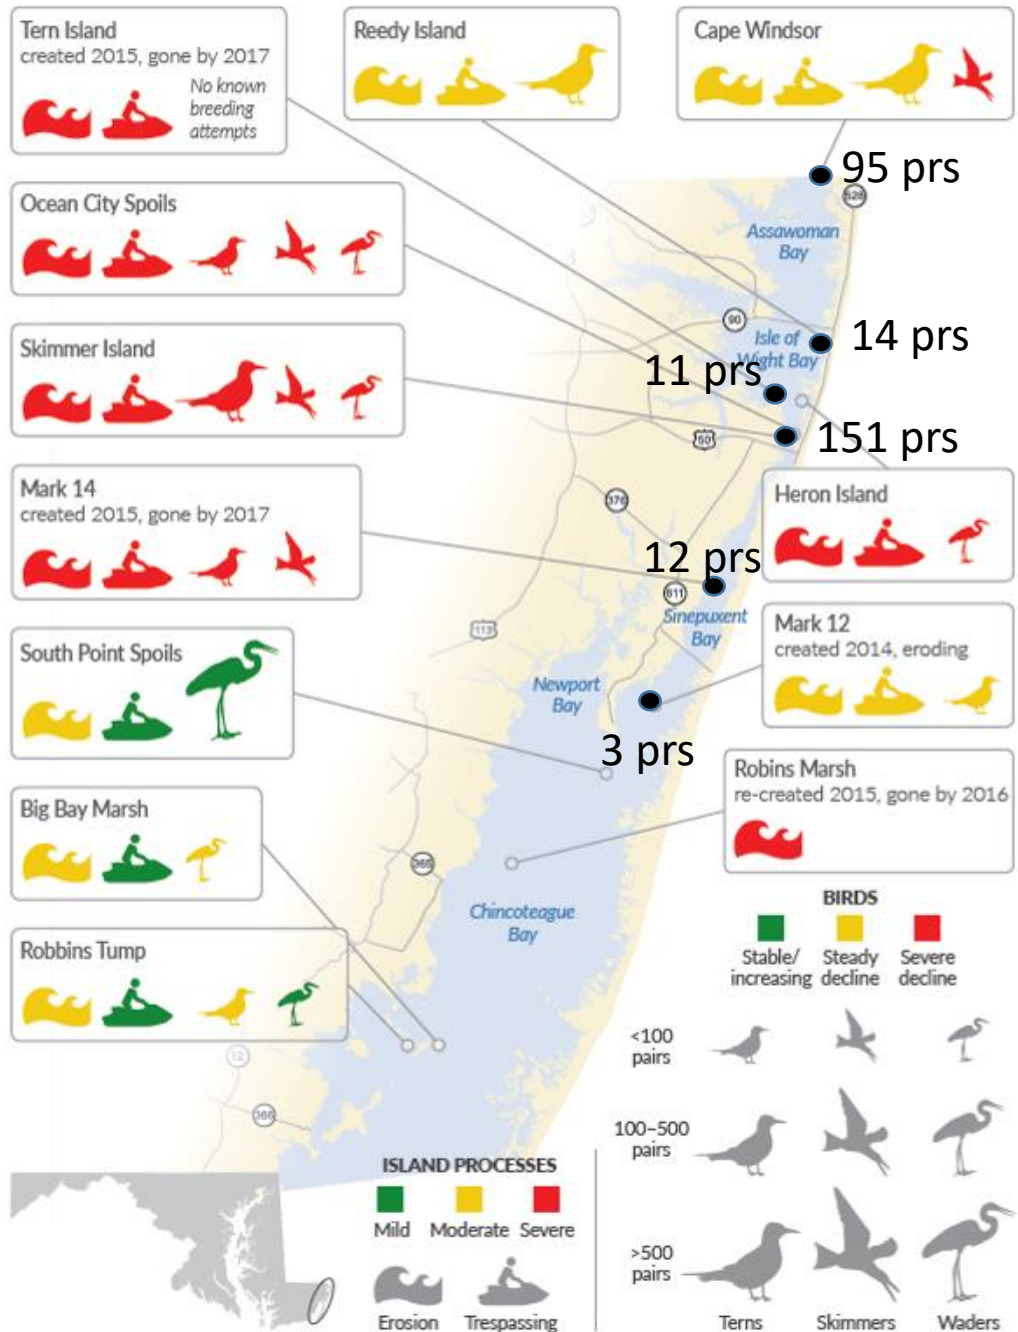 Tern Island
created 2015, gone by 2017
No known
breeding
attempts
Reedy Island
Cape Windsor
95 prs
528
Assawoman
Bay
Ocean City Spoils
90
Isle of
Wight Bay
14 prs
11 prs
Skimmer Island
50
151 prs
Mark 14
created 2015, gone by 2017
376
Heron Island
12 prs
611
Sinepuxent
Bay
113
Mark 12
created 2014, eroding
South Point Spoils
Newport
Bay
3 prs
Robins Marsh
re-created 2015, gone by 2016
Big Bay Marsh
365
Chincoteague
Bay
BIRDS
Stable/
increasing
Steady
decline
Severe
decline
Robbins Tump
12
366
<100
pairs
100–500
pairs
>500
pairs
Terns
Skimmers
Waders
ISLAND PROCESSES
Mild
Moderate
Severe
Erosion
Trespassing